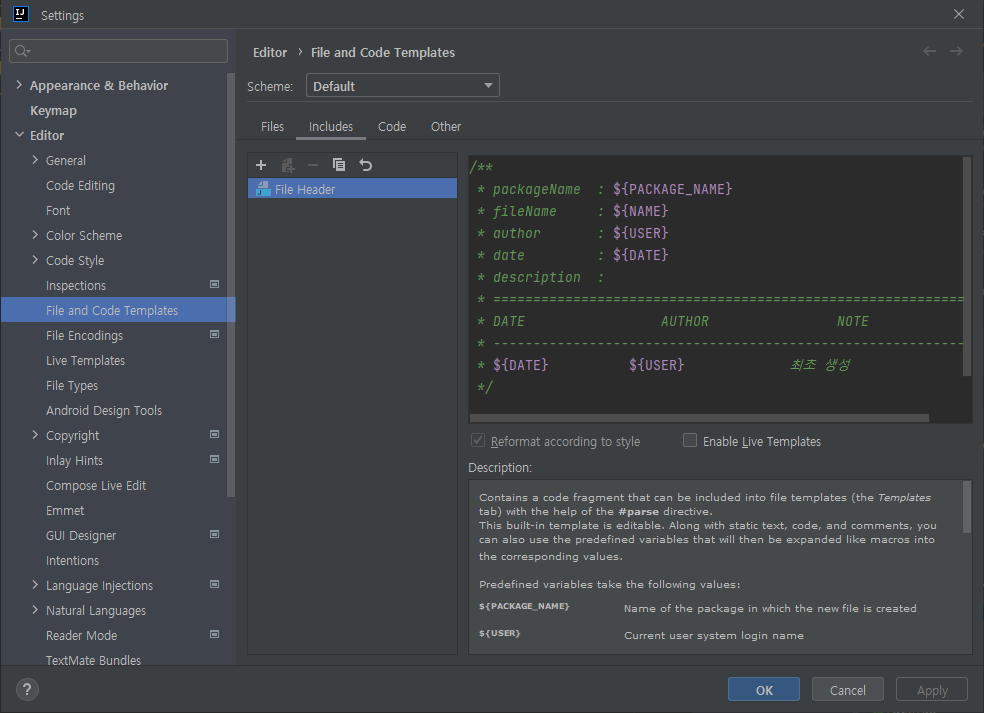 Settings
Editor › File and Code Templates
Scheme: Default
Files Includes Code Other
Appearance & Behavior
Keymap
Editor
General
Code Editing
Font
Color Scheme
Code Style
Inspections
File and Code Templates
File Encodings
Live Templates
File Types
Android Design Tools
Copyright
Inlay Hints
Compose Live Edit
Emmet
GUI Designer
Intentions
Language Injections
Natural Languages
Reader Mode
TextMate Bundles
File Header
/**
* packageName : ${PACKAGE_NAME}
* fileName : ${NAME}
* author : ${USER}
* date : ${DATE}
* description :
* ===========================================================
* DATE AUTHOR NOTE
* -----------------------------------------------------------
* ${DATE} ${USER} 최초 생성
*/
Reformat according to style Enable Live Templates
Description:
Contains a code fragment that can be included into file templates (the Templates
tab) with the help of the #parse directive.
This built-in template is editable. Along with static text, code, and comments, you
can also use the predefined variables that will then be expanded like macros into
the corresponding values.
Predefined variables take the following values:
${PACKAGE_NAME} Name of the package in which the new file is created
${USER} Current user system login name
? OK Cancel Apply